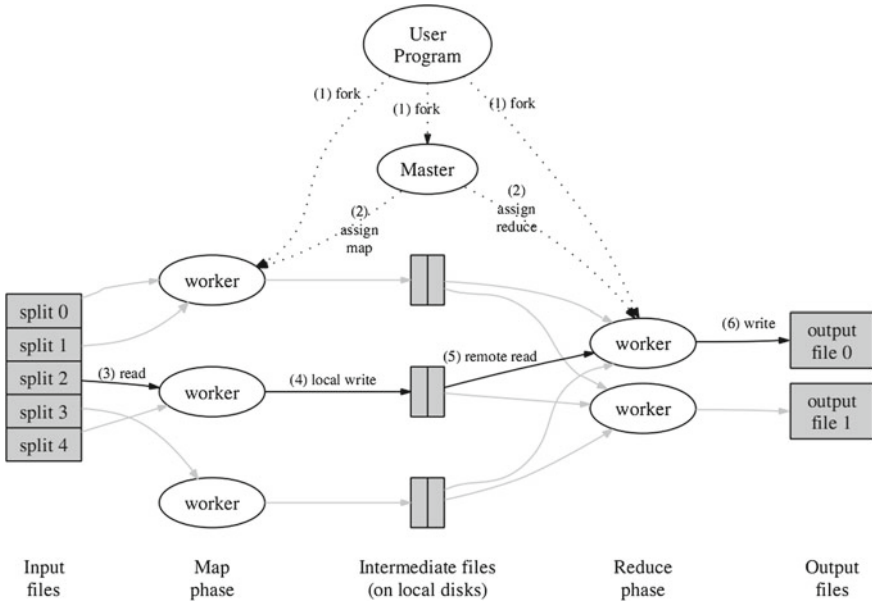 User
Program
(1) fork
(1) fork
(1) fork
Master
(2)
assign
map
(2)
assign
reduce
worker
split 0
split 1
split 2
split 3
split 4
(3) read
worker
(4) local write
(5) remote read
worker
(6) write
output
file 0
worker
output
file 1
worker
Input
files
Map
phase
Intermediate files
(on local disks)
Reduce
phase
Output
files